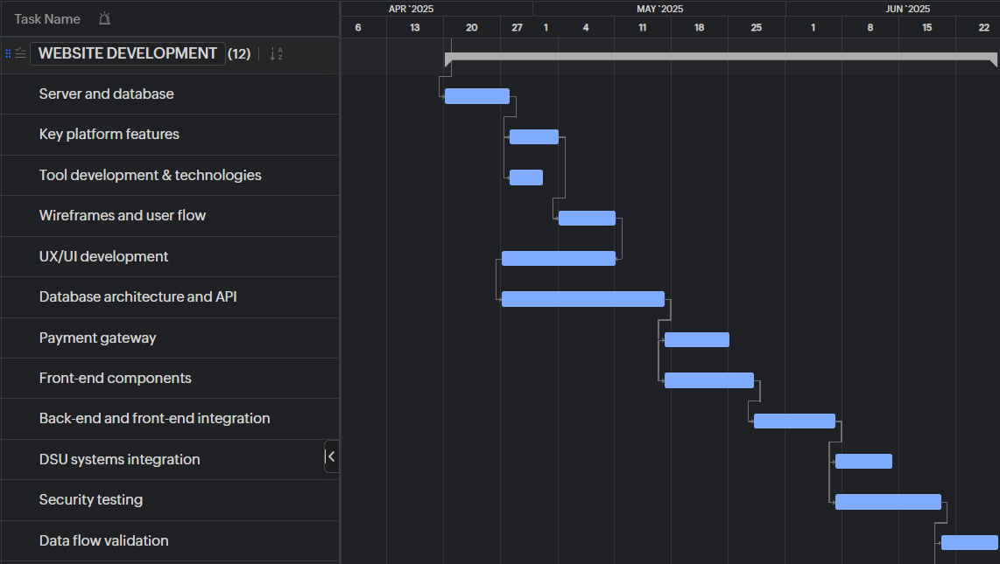 Task Name
APR `2025 MAY `2025 JUN `2025
6 13 20 27 1 4 11 18 25 1 8 15 22
WEBSITE DEVELOPMENT (12) A Z
Server and database
Key platform features
Tool development & technologies
Wireframes and user flow
UX/UI development
Database architecture and API
Payment gateway
Front-end components
Back-end and front-end integration
DSU systems integration
Security testing
Data flow validation